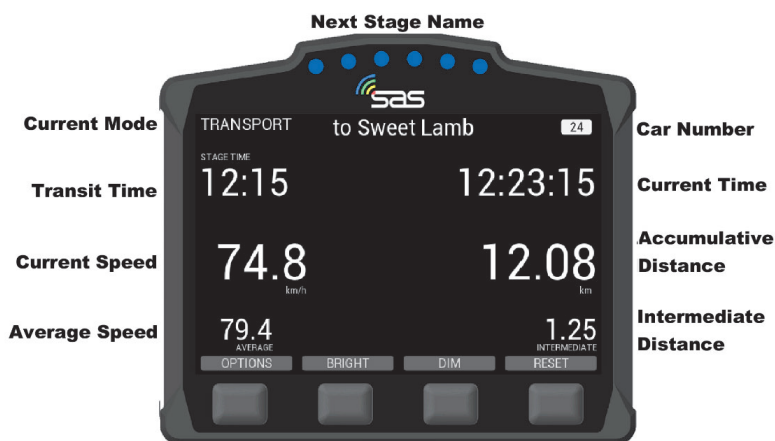 Next Stage Name
sas
Current Mode
TRANSPORT
to Sweet Lamb
24
Car Number
STAGE TIME
Transit Time
12:15
12:23:15
Current Time
Current Speed
74.8
km/h
12.08
km
Accumulative
Distance
Average Speed
79.4
AVERAGE
1.25
INTERMEDIATE
Intermediate
Distance
OPTIONS
BRIGHT
DIM
RESET